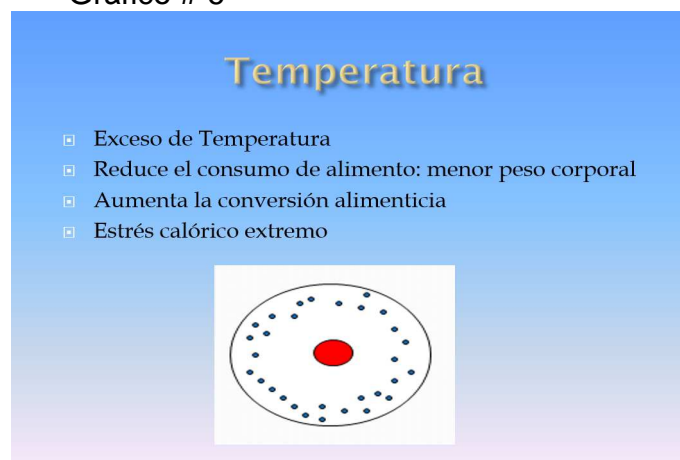 Temperatura
Exceso de Temperatura
Reduce el consumo de alimento: menor peso corporal
Aumenta la conversión alimenticia
Estrés calórico extremo